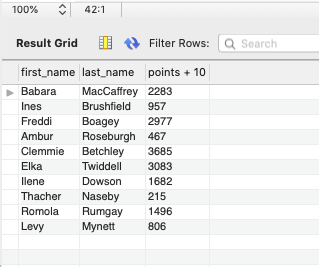 100% 42:1
Result Grid Filter Rows: Search
first_name last_name points + 10
Babara MacCaffrey 2283
Ines Brushfield 957
Freddi Boagey 2977
Ambur Roseburgh 467
Clemmie Betchley 3685
Elka Twiddell 3083
Ilene Dowson 1682
Thacher Naseby 215
Romola Rumgay 1496
Levy Mynett 806